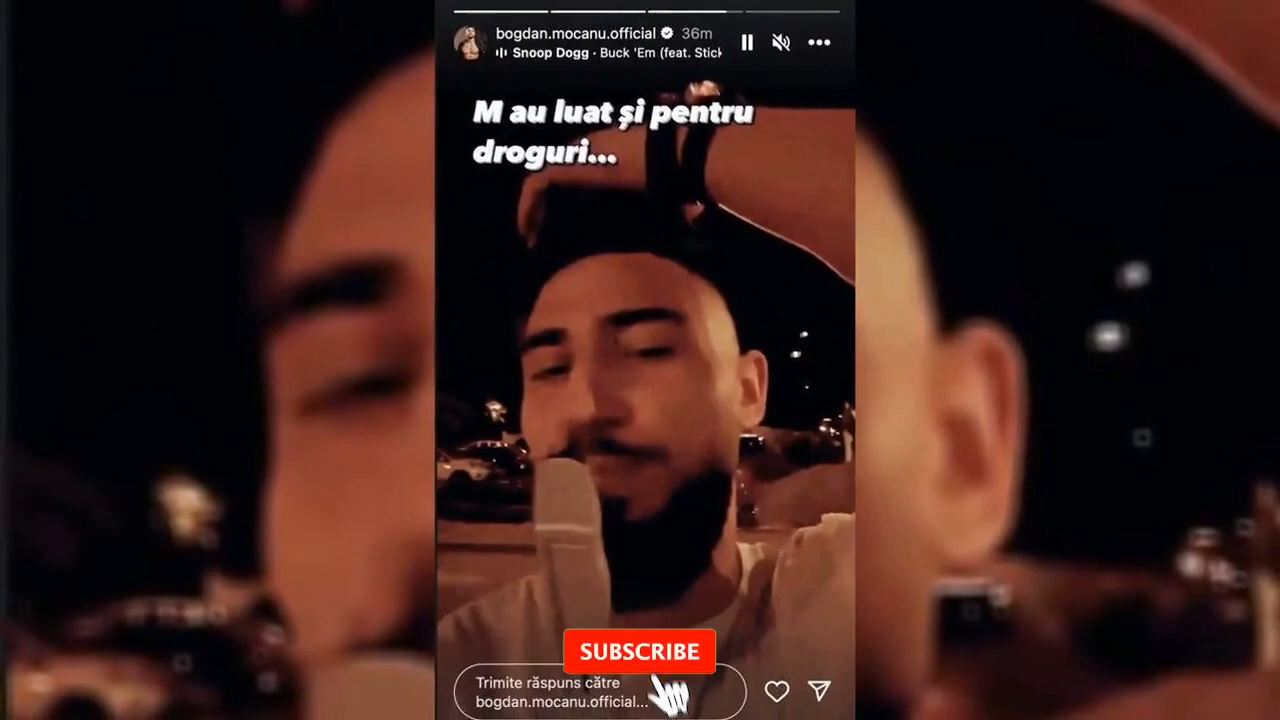 bogdan.mocanu.official 36m
Snoop Dogg · Buck 'Em (feat. Stick
M au luat și pentru
droguri...
SUBSCRIBE
Trimite răspuns către
bogdan.mocanu.official...